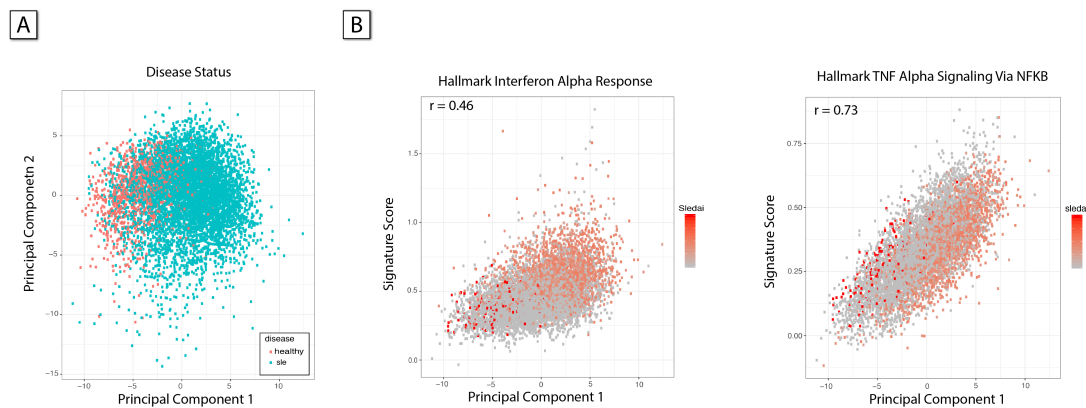 A
B
Disease Status
5
0
−5
−10
−15
−10
−5
0
5
10
Principal Componetn 2
Principal Component 1
disease
healthy
sle
Hallmark Interferon Alpha Response
r = 0.46
1.5
1.0
0.5
0.0
−10
−5
0
5
10
Signature Score
Principal Component 1
Sledai
Hallmark TNF Alpha Signaling Via NFKB
r = 0.73
0.75
0.50
0.25
0.00
−10
−5
0
5
10
Signature Score
Principal Component 1
sleda